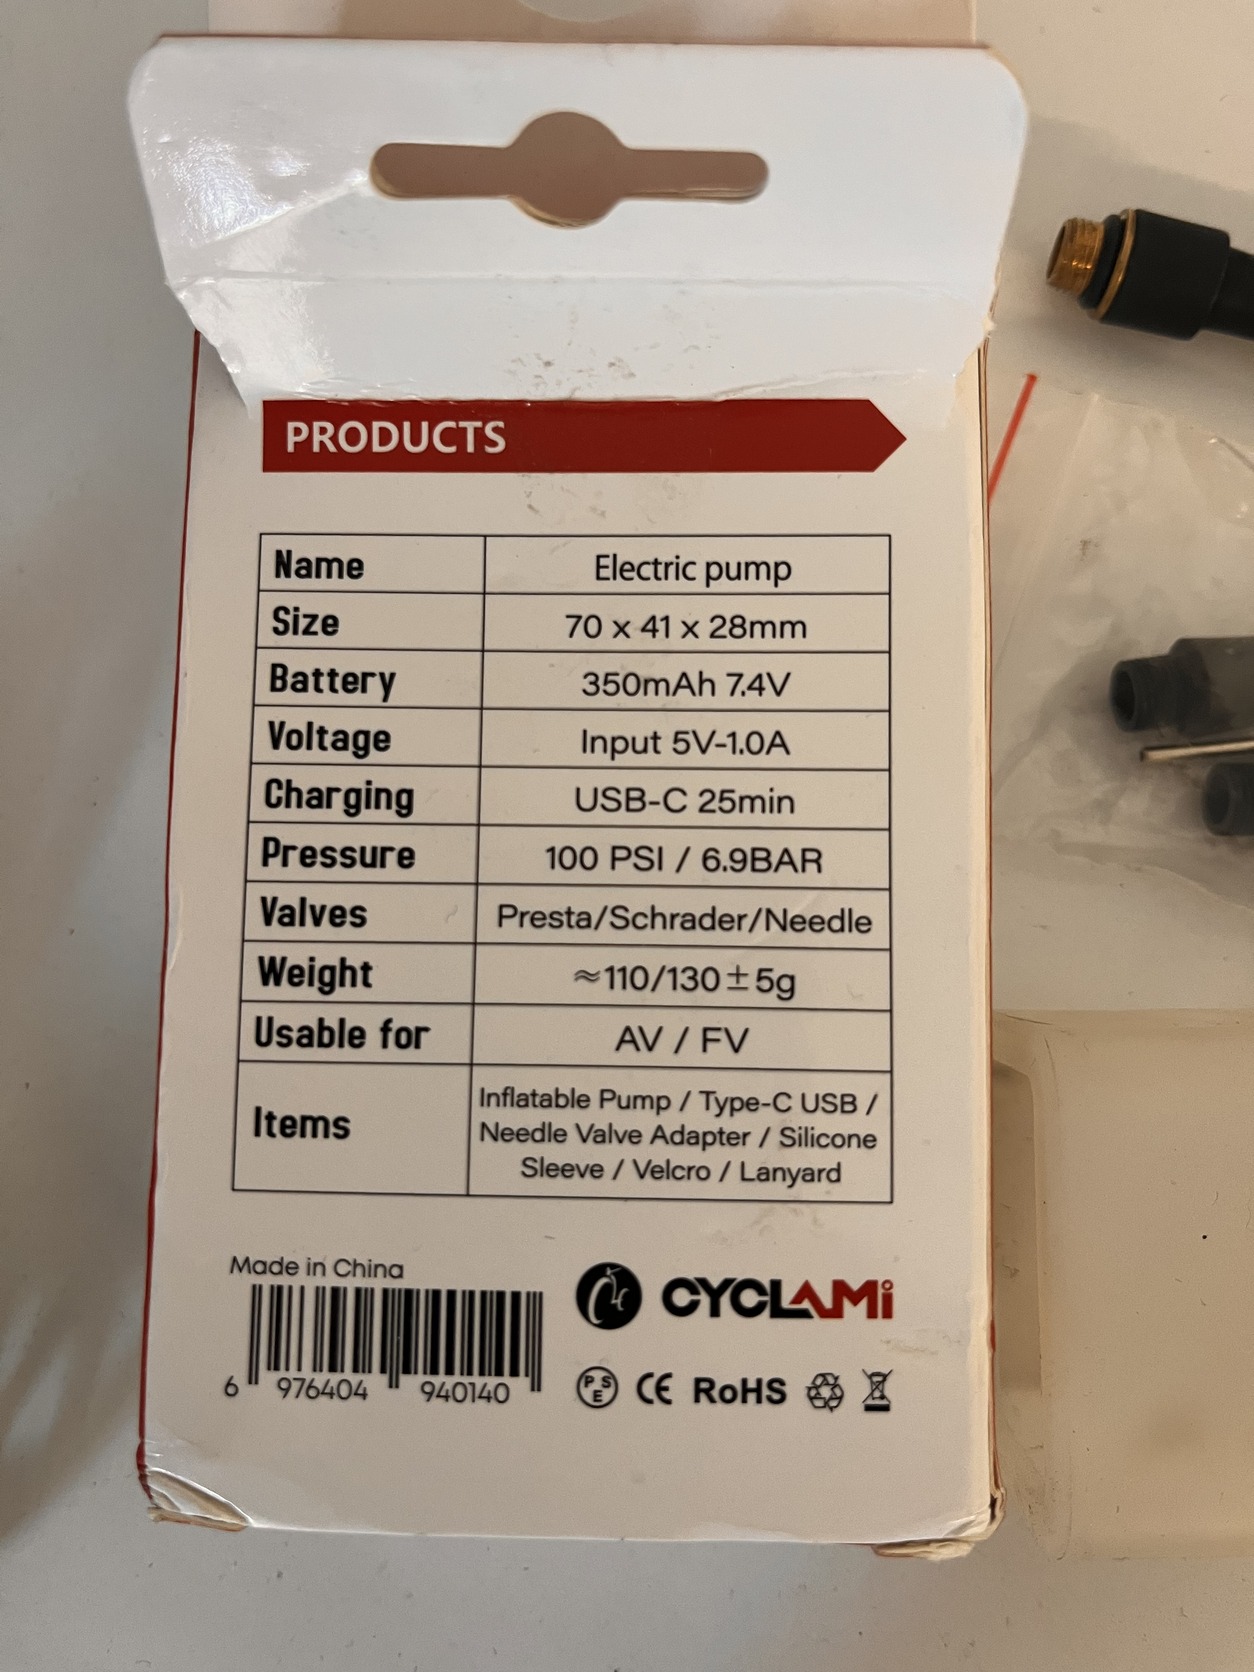 PRODUCTS
Name Electric pump
Size 70 x 41 x 28mm
Battery 350mAh 7.4V
Voltage Input 5V-1.0A
Charging USB-C 25min
Pressure 100 PSI / 6.9BAR
Valves Presta/Schrader/Needle
Weight ≈110/130±5g
Usable for AV / FV
Items Inflatable Pump / Type-C USB /
Needle Valve Adapter / Silicone
Sleeve / Velcro / Lanyard
Made in China
CYCLAMi
6 976404 940140
PSE CE RoHS